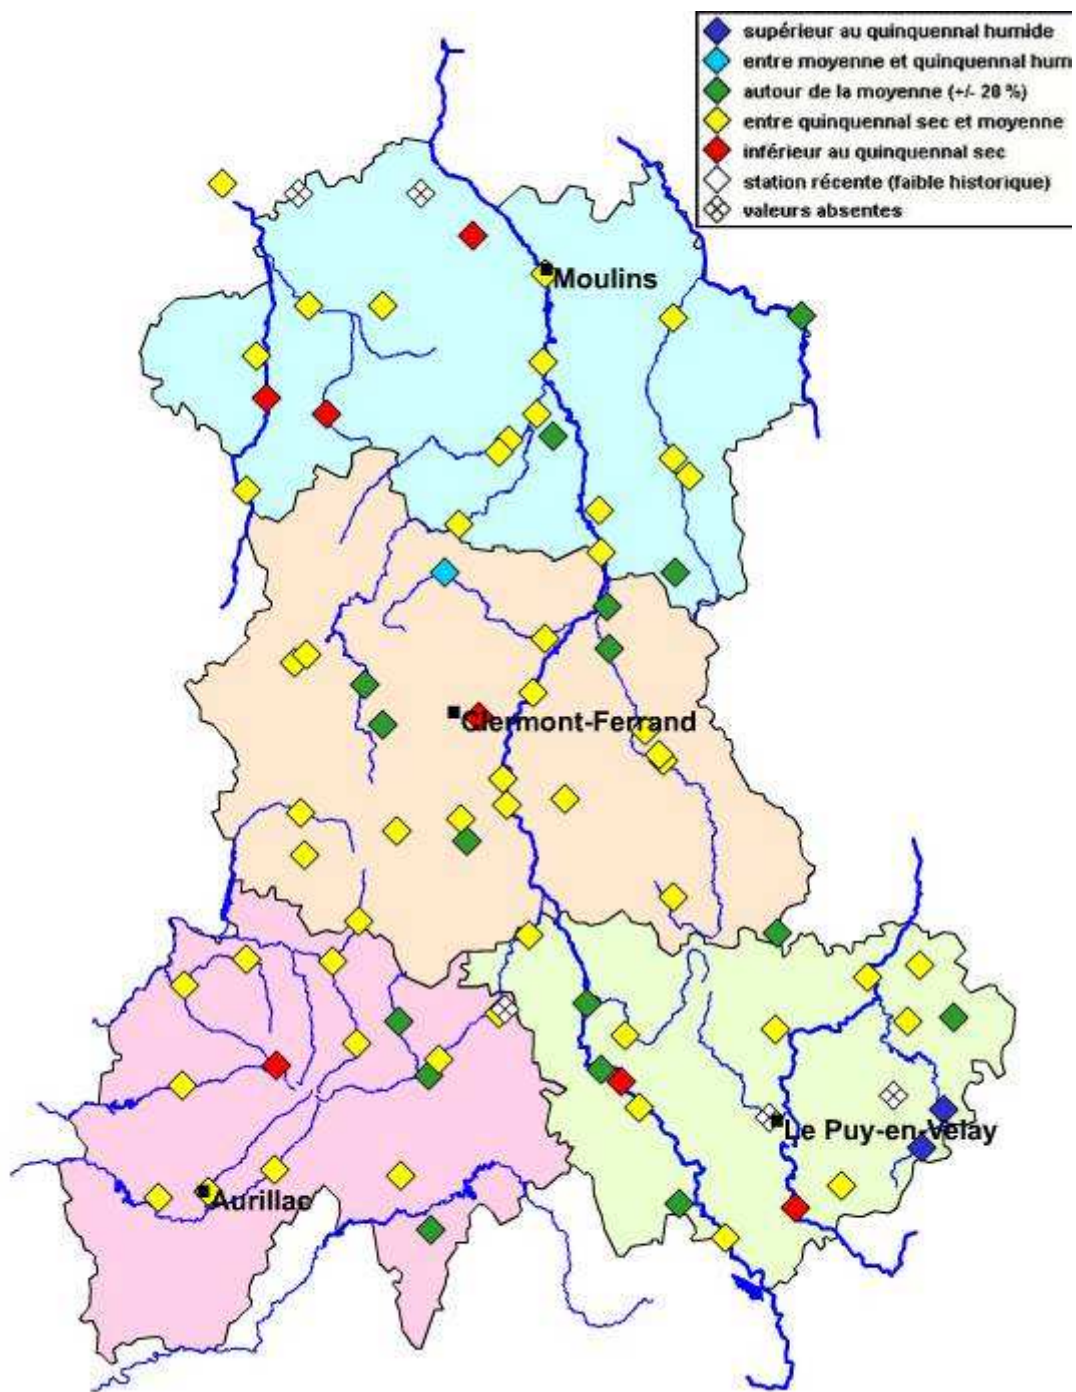 supérieur au quinquennal humide
entre moyenne et quinquennal hum
autour de la moyenne (+/- 20 %)
entre quinquennal sec et moyenne
inférieur au quinquennal sec
station récente (faible historique)
valeurs absentes
Moulins
Clermont-Ferrand
Le Puy-en-Velay
Aurillac